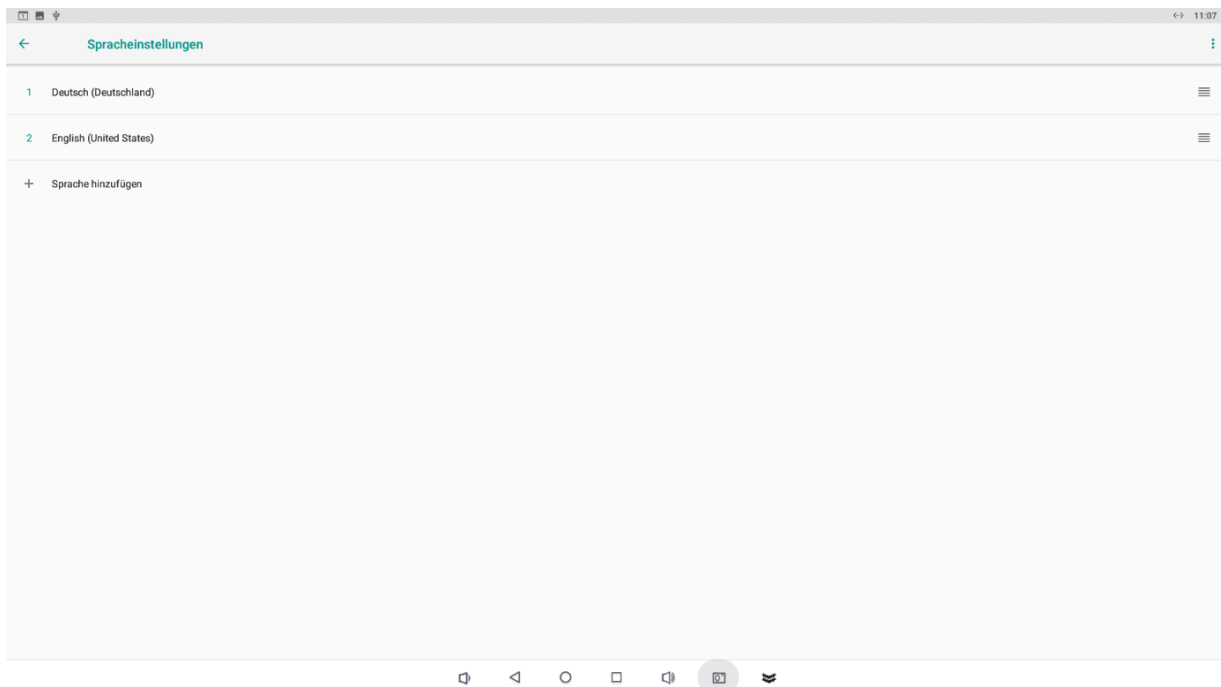 11:07
Spracheinstellungen
1 Deutsch (Deutschland)
2 English (United States)
+ Sprache hinzufügen